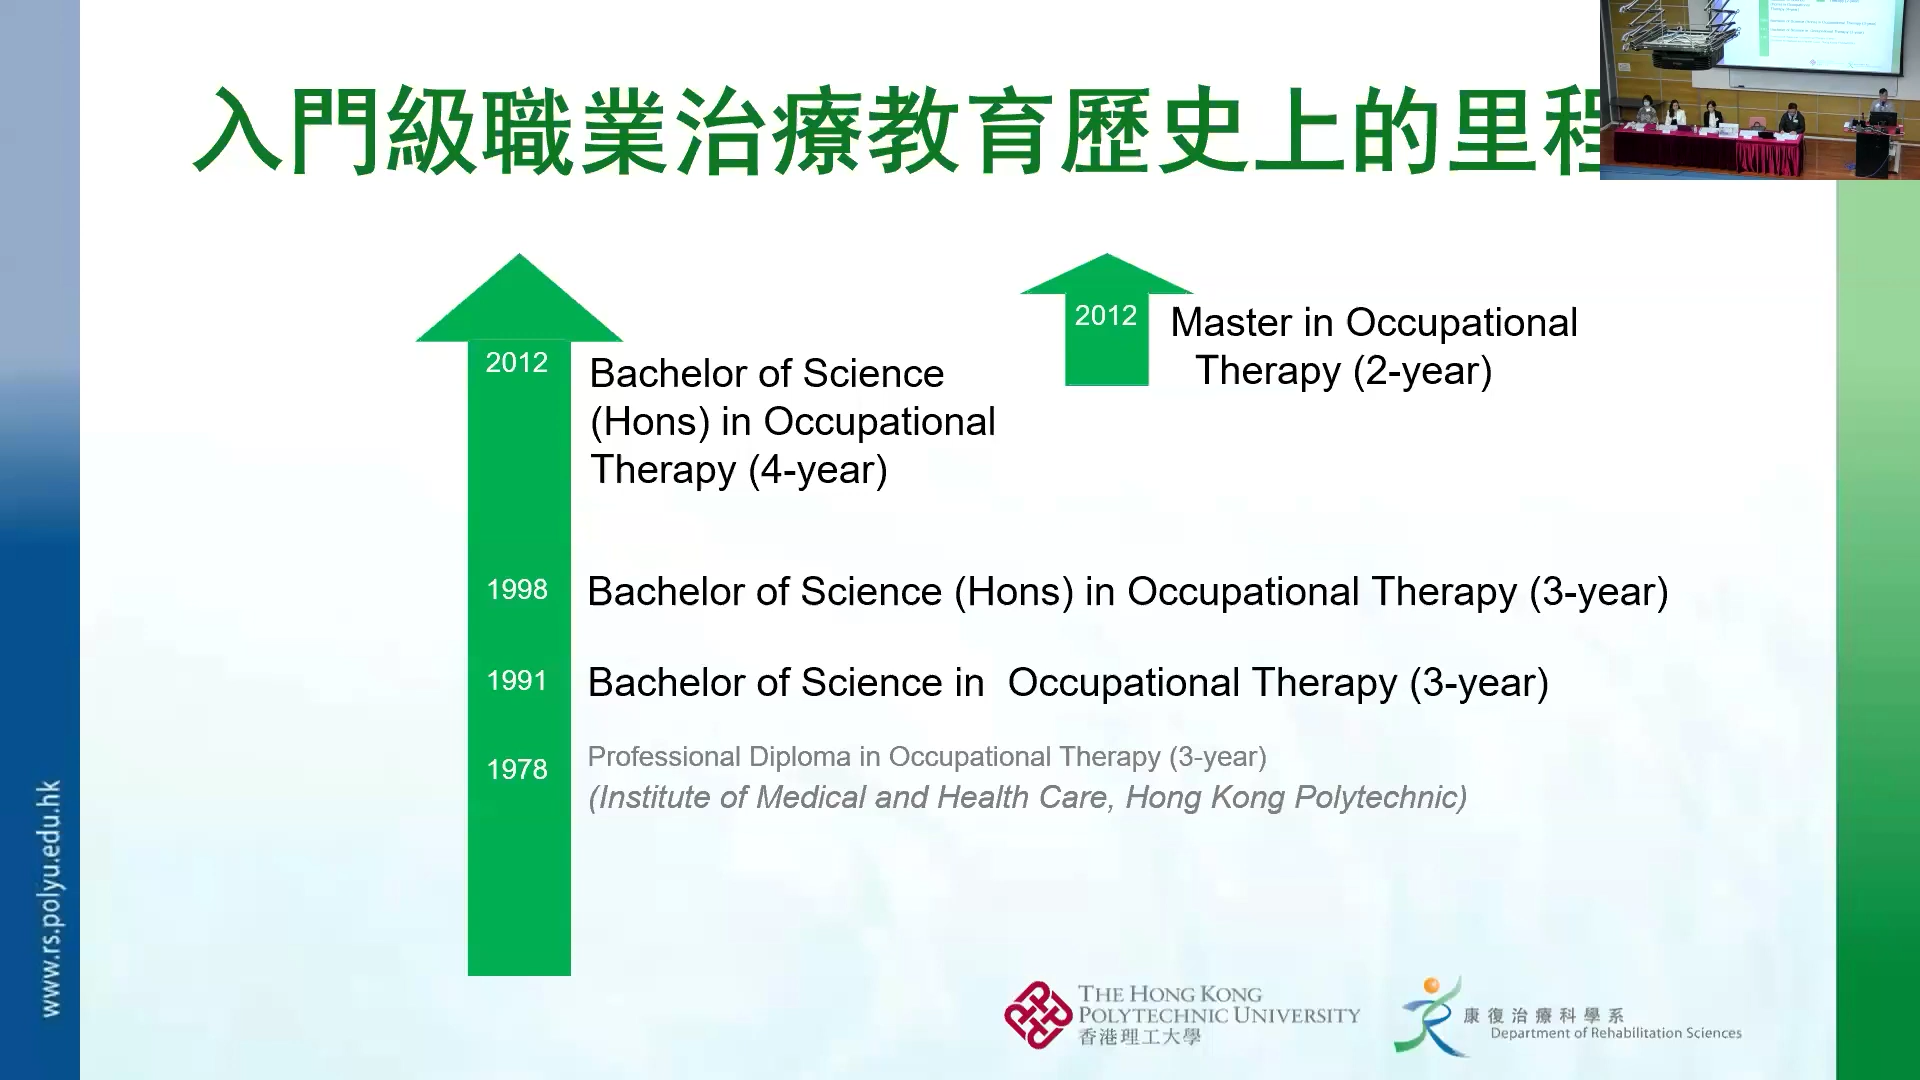 入門級職業治療教育歷史上的里程
2012
Master in Occupational
Therapy (2-year)
2012
Bachelor of Science
(Hons) in Occupational
Therapy (4-year)
1998
Bachelor of Science (Hons) in Occupational Therapy (3-year)
1991
Bachelor of Science in  Occupational Therapy (3-year)
1978
Professional Diploma in Occupational Therapy (3-year)
(Institute of Medical and Health Care, Hong Kong Polytechnic)
www.rs.polyu.edu.hk
THE HONG KONG
POLYTECHNIC UNIVERSITY
香港理工大學
康復治療科學系
Department of Rehabilitation Sciences